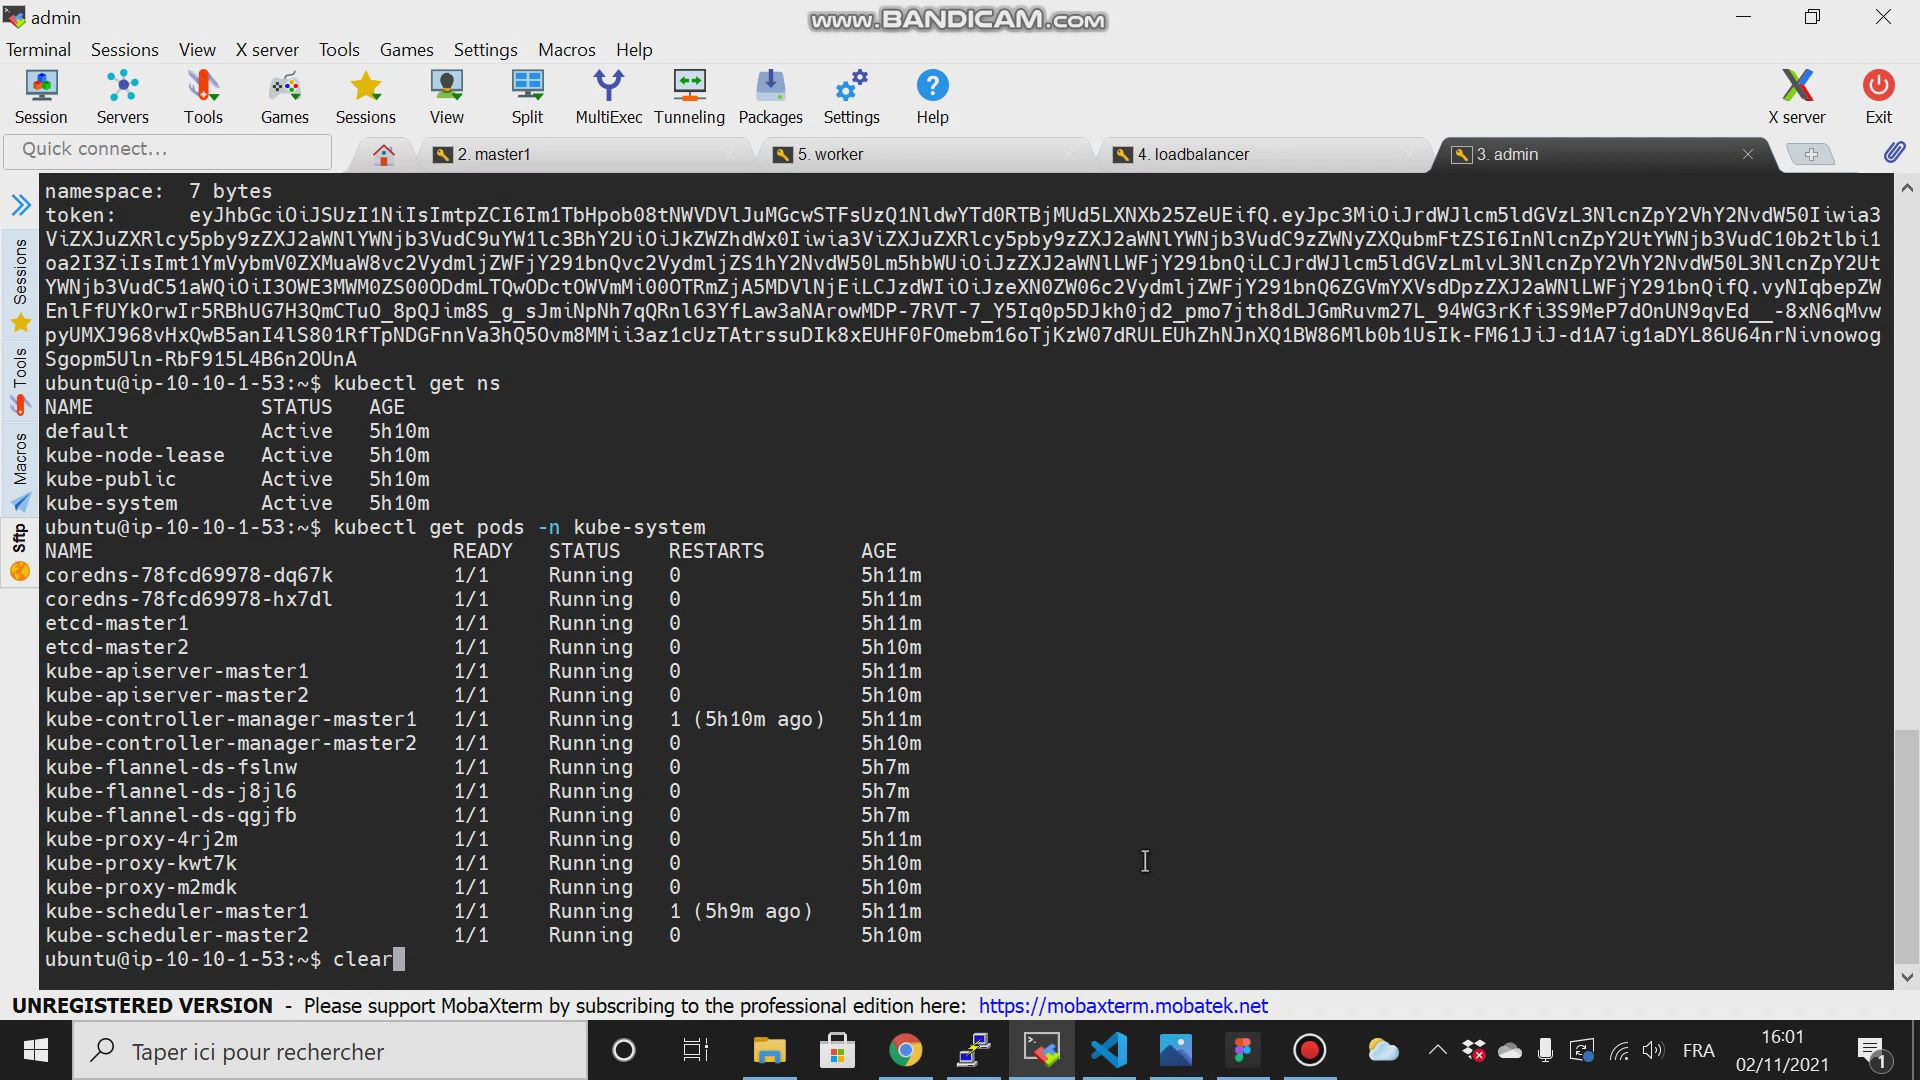 admin
www.BANDICAM.com
Terminal Sessions View X server Tools Games Settings Macros Help
Session Servers Tools Games Sessions View Split MultiExec Tunneling Packages Settings Help X server Exit
Quick connect...
2. master1
5. worker
4. loadbalancer
3. admin
Sessions
Tools
Macros
Sftp
namespace: 7 bytes
token:
Sgopm5Uln-RbF915L4B6n2OUnA
ubuntu@ip-10-10-1-53:~$ kubectl get ns
NAME STATUS AGE
default Active 5h10m
kube-node-lease Active 5h10m
kube-public Active 5h10m
kube-system Active 5h10m
ubuntu@ip-10-10-1-53:~$ kubectl get pods -n kube-system
NAME READY STATUS RESTARTS AGE
coredns-78fcd69978-dq67k 1/1 Running 0 5h11m
coredns-78fcd69978-hx7dl 1/1 Running 0 5h11m
etcd-master1 1/1 Running 0 5h11m
etcd-master2 1/1 Running 0 5h10m
kube-apiserver-master1 1/1 Running 0 5h11m
kube-apiserver-master2 1/1 Running 0 5h10m
kube-controller-manager-master1 1/1 Running 1 (5h10m ago) 5h11m
kube-controller-manager-master2 1/1 Running 0 5h10m
kube-flannel-ds-fslnw 1/1 Running 0 5h7m
kube-flannel-ds-j8jl6 1/1 Running 0 5h7m
kube-flannel-ds-qgjfb 1/1 Running 0 5h7m
kube-proxy-4rj2m 1/1 Running 0 5h11m
kube-proxy-kwt7k 1/1 Running 0 5h10m
kube-proxy-m2mdk 1/1 Running 0 5h10m
kube-scheduler-master1 1/1 Running 1 (5h9m ago) 5h11m
kube-scheduler-master2 1/1 Running 0 5h10m
ubuntu@ip-10-10-1-53:~$ clear
UNREGISTERED VERSION - Please support MobaXterm by subscribing to the professional edition here: https://mobaxterm.mobatek.net
Taper ici pour rechercher
FRA
16:01
02/11/2021
1